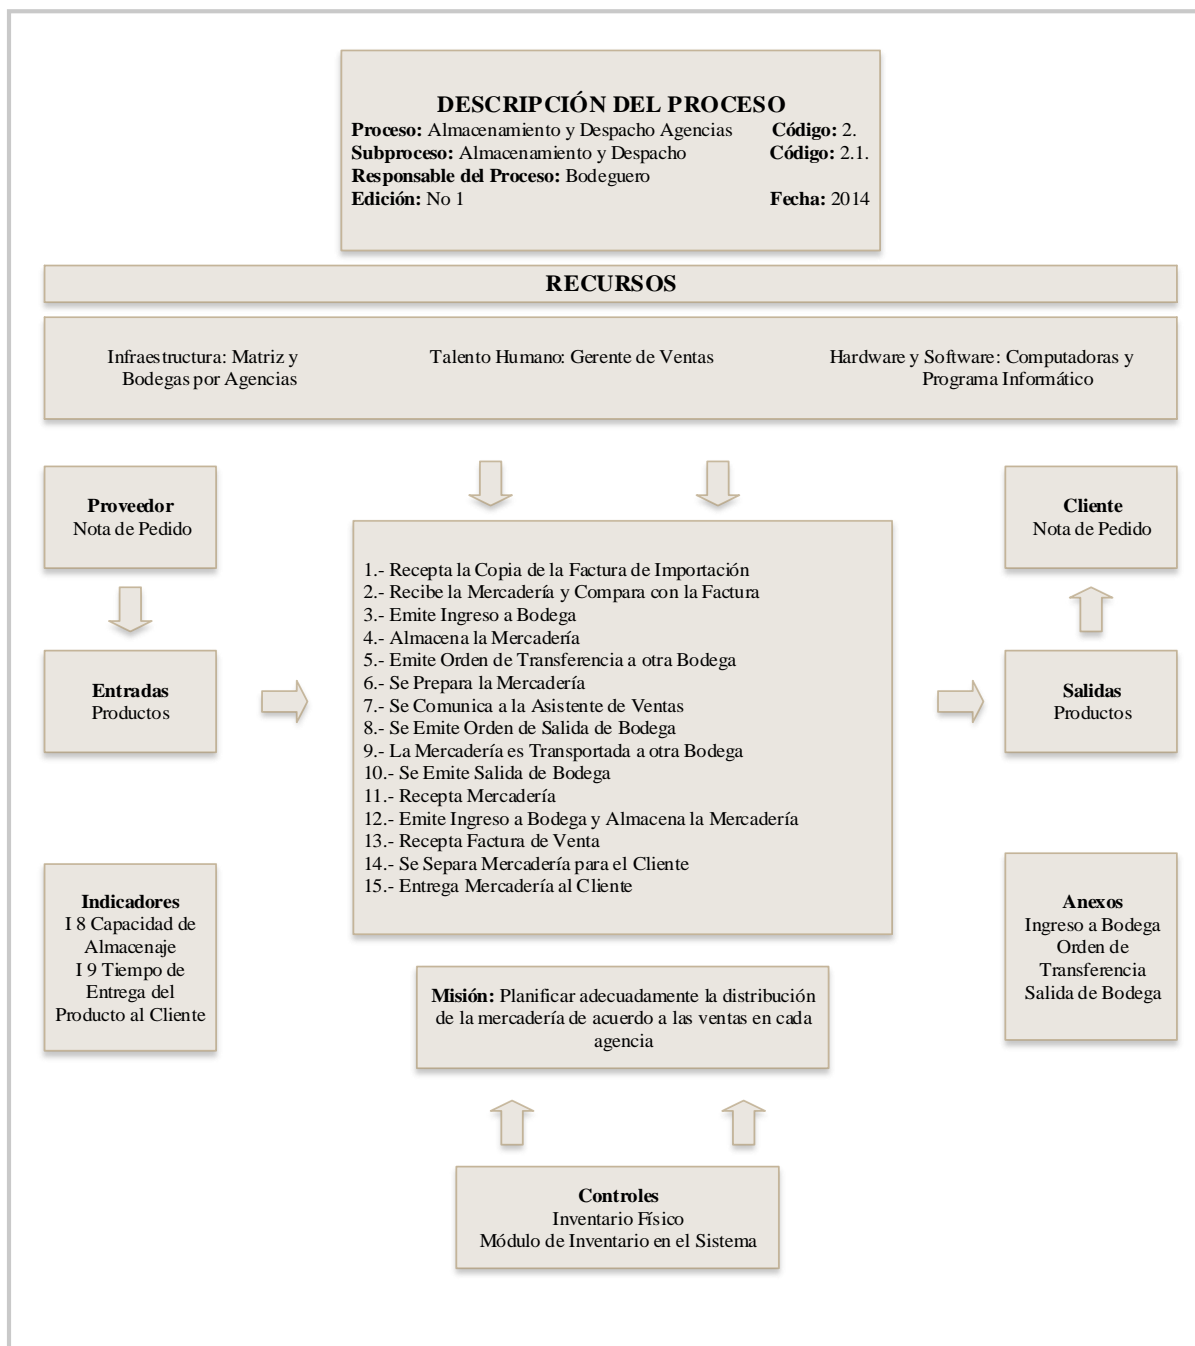 DESCRIPCIÓN DEL PROCESO
Proceso: Almacenamiento y Despacho Agencias Código: 2.
Subproceso: Almacenamiento y Despacho Código: 2.1.
Responsable del Proceso: Bodeguero
Edición: No 1 Fecha: 2014
RECURSOS
Infraestructura: Matriz y
Bodegas por Agencias
Talento Humano: Gerente de Ventas
Hardware y Software: Computadoras y
Programa Informático
Proveedor
Nota de Pedido
Cliente
Nota de Pedido
Entradas
Productos
1.- Recepta la Copia de la Factura de Importación
2.- Recibe la Mercadería y Compara con la Factura
3.- Emite Ingreso a Bodega
4.- Almacena la Mercadería
5.- Emite Orden de Transferencia a otra Bodega
6.- Se Prepara la Mercadería
7.- Se Comunica a la Asistente de Ventas
8.- Se Emite Orden de Salida de Bodega
9.- La Mercadería es Transportada a otra Bodega
10.- Se Emite Salida de Bodega
11.- Recepta Mercadería
12.- Emite Ingreso a Bodega y Almacena la Mercadería
13.- Recepta Factura de Venta
14.- Se Separa Mercadería para el Cliente
15.- Entrega Mercadería al Cliente
Salidas
Productos
Indicadores
I 8 Capacidad de
Almacenaje
I 9 Tiempo de
Entrega del
Producto al Cliente
Anexos
Ingreso a Bodega
Orden de
Transferencia
Salida de Bodega
Misión: Planificar adecuadamente la distribución
de la mercadería de acuerdo a las ventas en cada
agencia
Controles
Inventario Físico
Módulo de Inventario en el Sistema